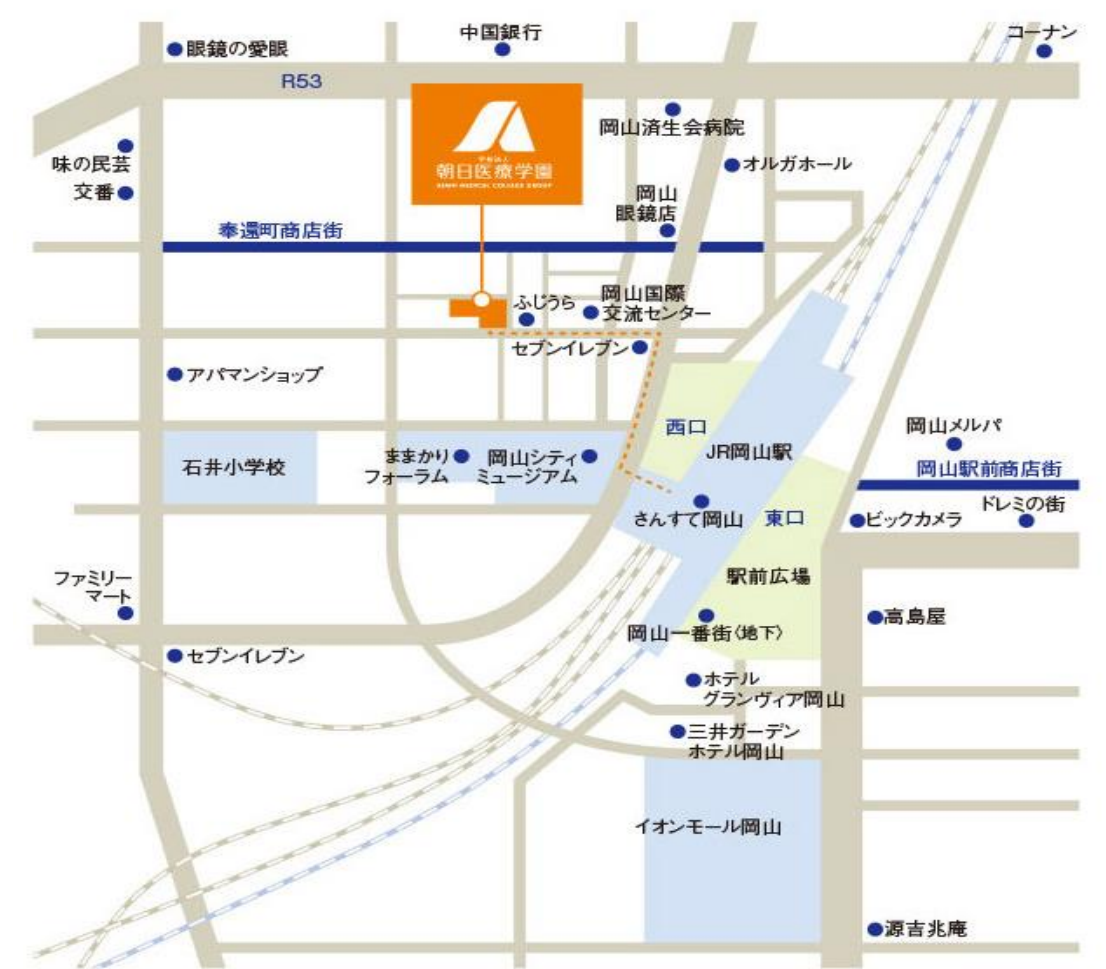 中国銀行
コーナン
眼鏡の愛眼
R53
岡山済生会病院
味の民芸
学校法人
朝日医療学園
ASAHI MEDICAL COLLEGE GROUP
オルガホール
交番
岡山
眼鏡店
奉還町商店街
岡山国際
交流センター
ふじうら
セブンイレブン
アパマンショップ
西口
岡山メルパ
JR岡山駅
石井小学校
ままかり
フォーラム
岡山シティ
ミュージアム
岡山駅前商店街
さんすて岡山
東口
ビックカメラ
ドレミの街
ファミリー
マート
駅前広場
岡山一番街〈地下〉
高島屋
セブンイレブン
ホテル
グランヴィア岡山
三井ガーデン
ホテル岡山
イオンモール岡山
源吉兆庵